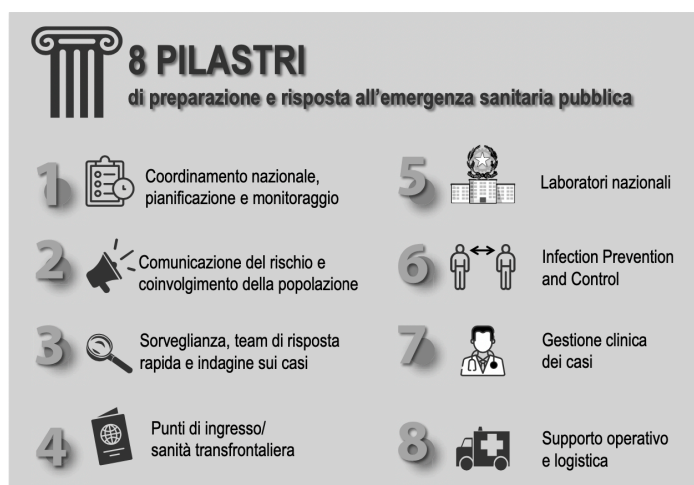 8 PILASTRI
di preparazione e risposta all'emergenza sanitaria pubblica
1
Coordinamento nazionale,
pianificazione e monitoraggio
2
Comunicazione del rischio e
coinvolgimento della popolazione
3
Sorveglianza, team di risposta
rapida e indagine sui casi
4
Punti di ingresso/
sanità transfrontaliera
5
Laboratori nazionali
6
Infection Prevention
and Control
7
Gestione clinica
dei casi
8
Supporto operativo
e logistica